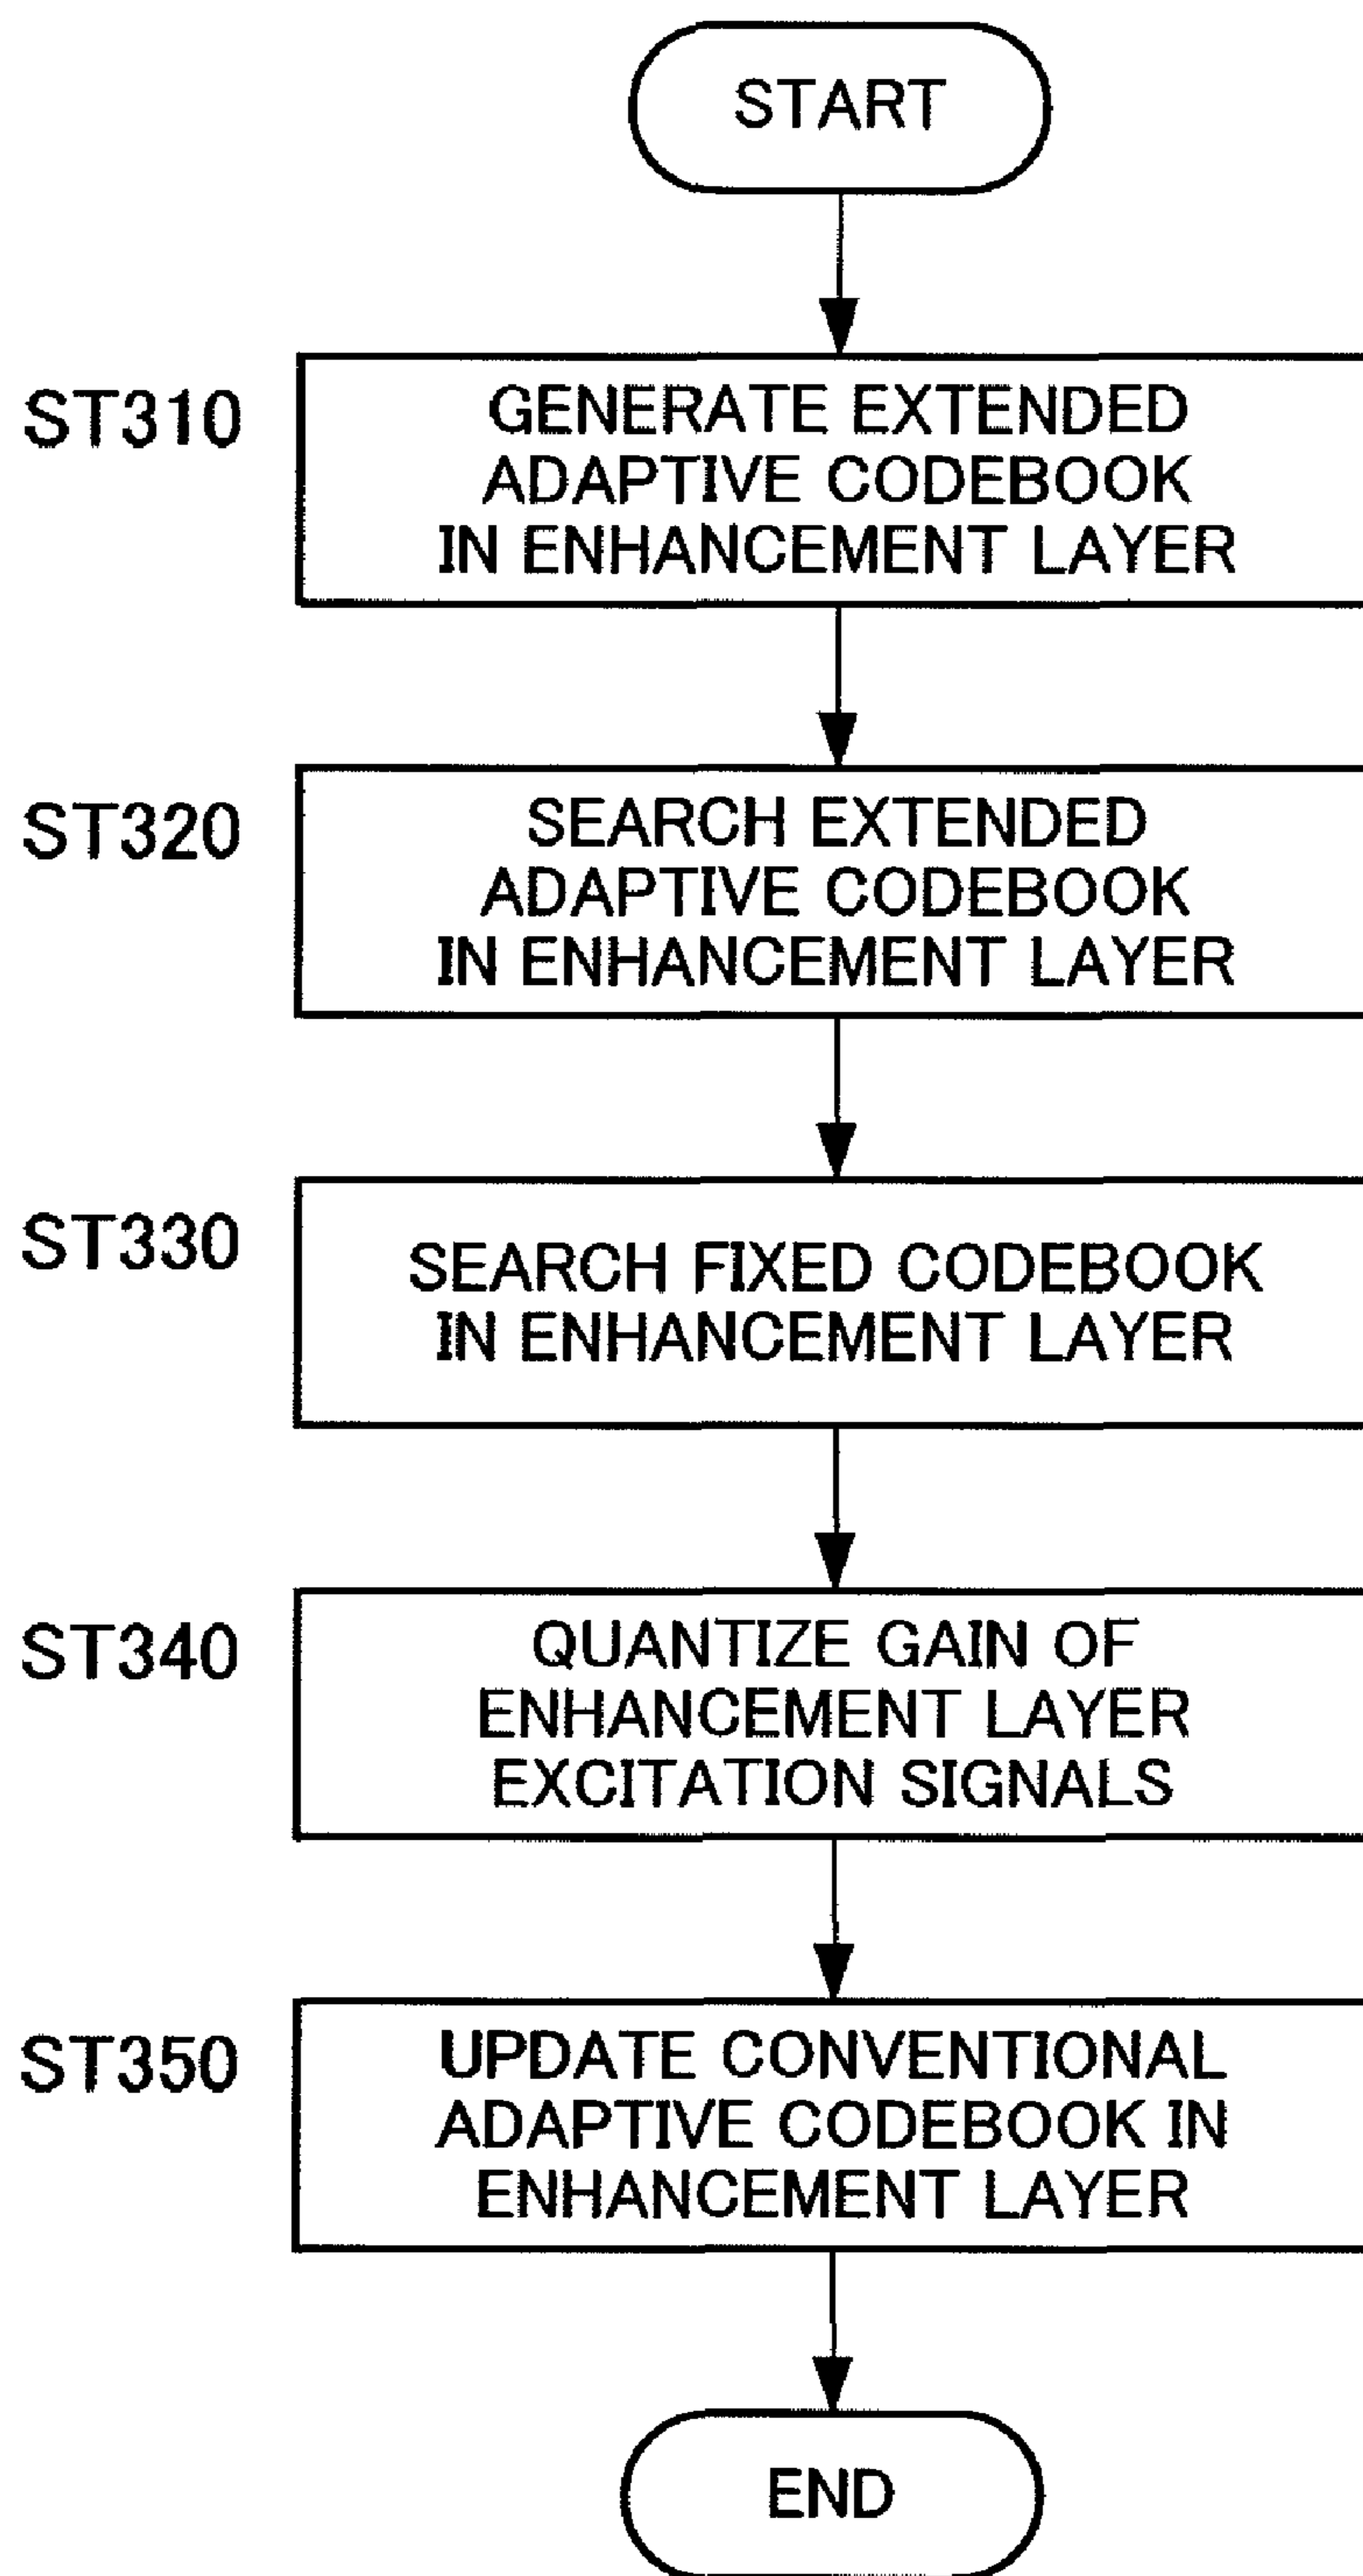 START
ST310
GENERATE EXTENDED
ADAPTIVE CODEBOOK
IN ENHANCEMENT LAYER
ST320
SEARCH EXTENDED
ADAPTIVE CODEBOOK
IN ENHANCEMENT LAYER
ST330
SEARCH FIXED CODEBOOK
IN ENHANCEMENT LAYER
ST340
QUANTIZE GAIN OF
ENHANCEMENT LAYER
EXCITATION SIGNALS
ST350
UPDATE CONVENTIONAL
ADAPTIVE CODEBOOK IN
ENHANCEMENT LAYER
END